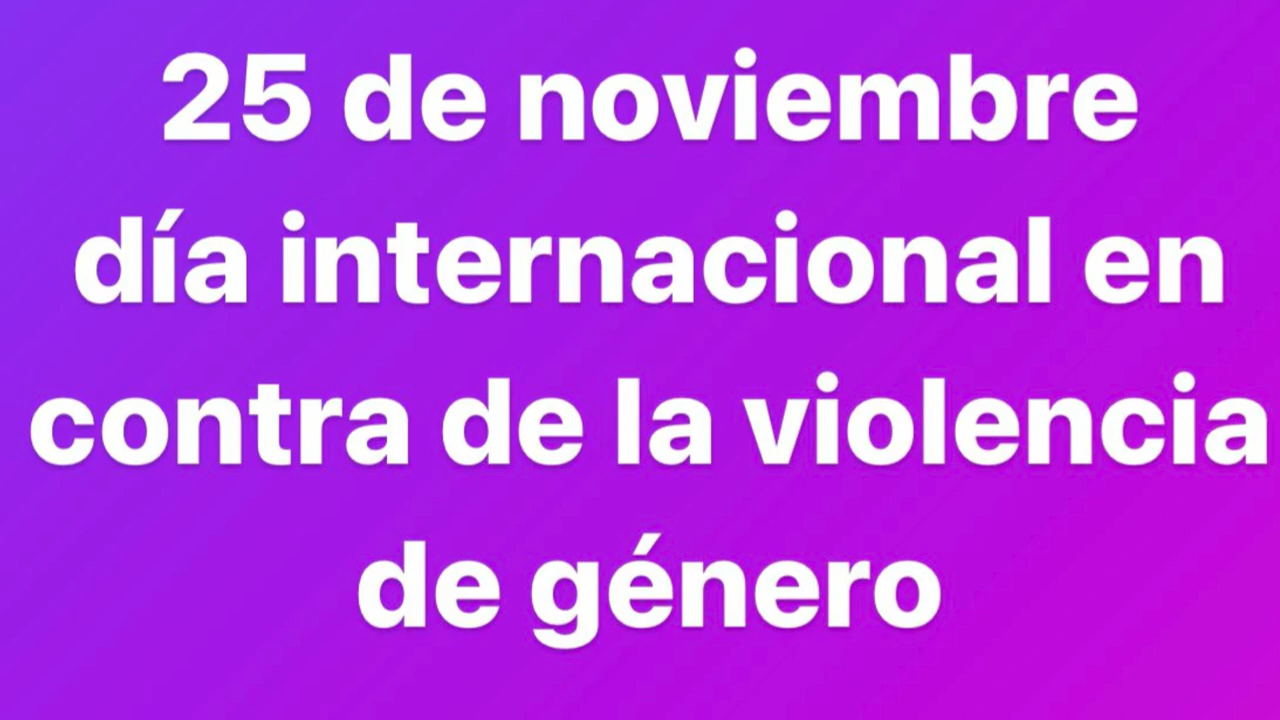 25 de noviembre
día internacional en
contra de la violencia
de género